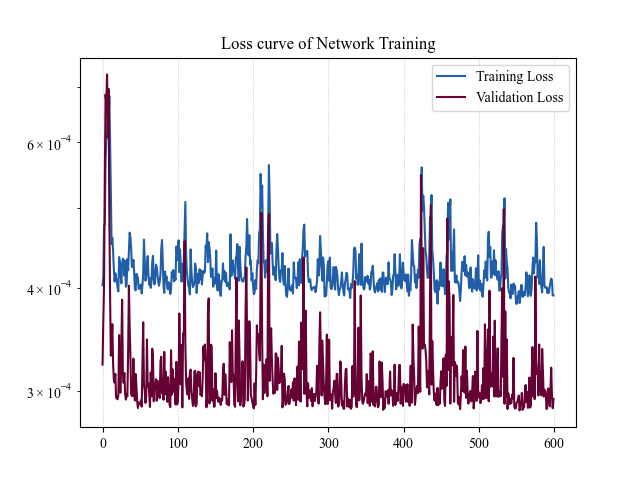 Loss curve of Network Training
Training Loss
Validation Loss
6 × 10⁻⁴
4 × 10⁻⁴
3 × 10⁻⁴
0 100 200 300 400 500 600